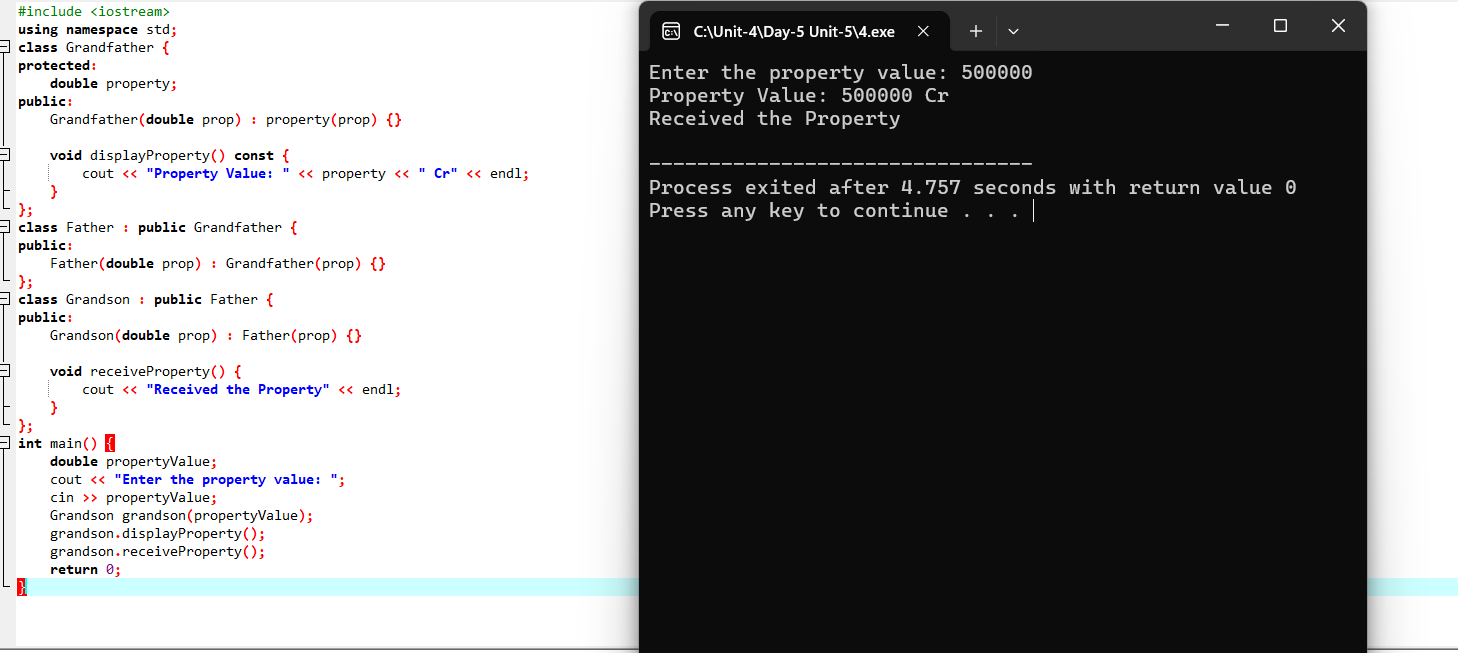 #include <iostream>
using namespace std;
class Grandfather {
protected:
    double property;
public:
    Grandfather(double prop) : property(prop) {}

    void displayProperty() const {
        cout << "Property Value: " << property << " Cr" << endl;
    }
};
class Father : public Grandfather {
public:
    Father(double prop) : Grandfather(prop) {}
};
class Grandson : public Father {
public:
    Grandson(double prop) : Father(prop) {}

    void receiveProperty() {
        cout << "Received the Property" << endl;
    }
};
int main() {
    double propertyValue;
    cout << "Enter the property value: ";
    cin >> propertyValue;
    Grandson grandson(propertyValue);
    grandson.displayProperty();
    grandson.receiveProperty();
    return 0;
}
C:\Unit-4\Day-5 Unit-5\4.exe
Enter the property value: 500000
Property Value: 500000 Cr
Received the Property

--------------------------------
Process exited after 4.757 seconds with return value 0
Press any key to continue . . .